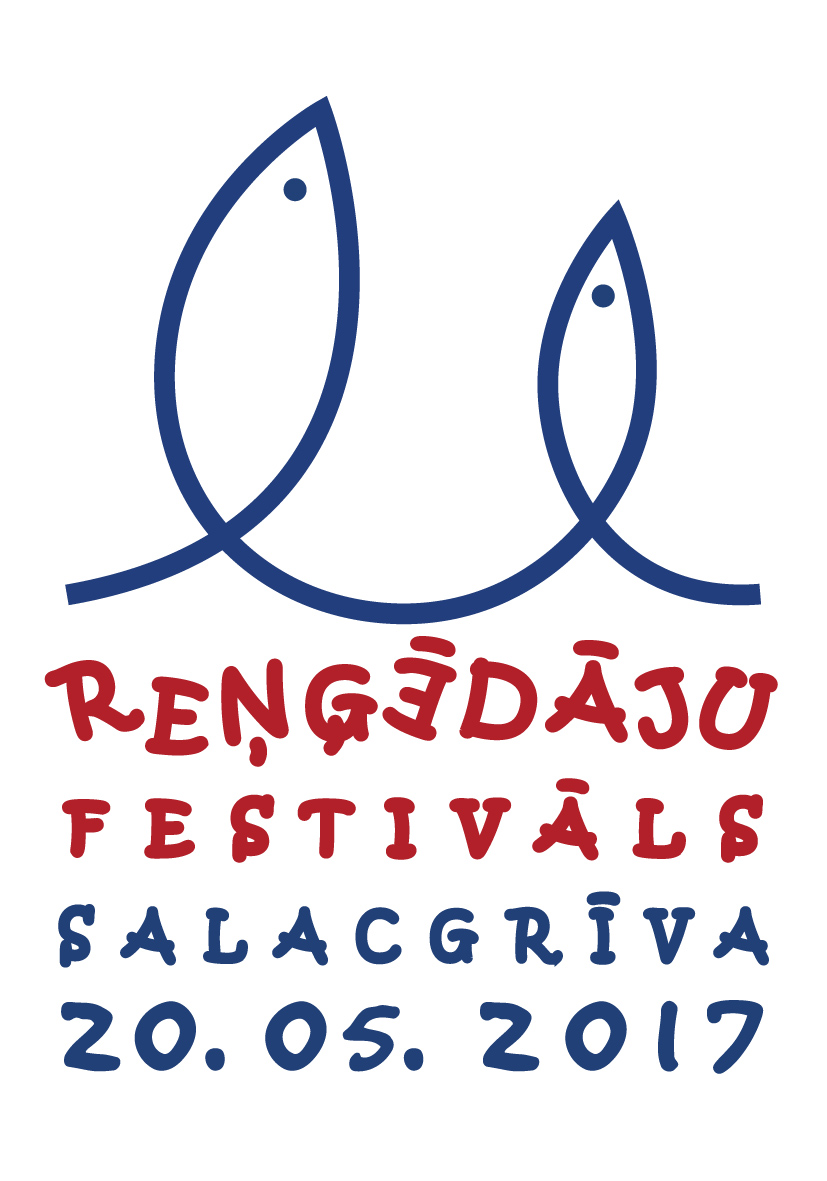 REŅĢĒDĀJU
FESTIVĀLS
SALACGRĪVA
20. 05. 2017